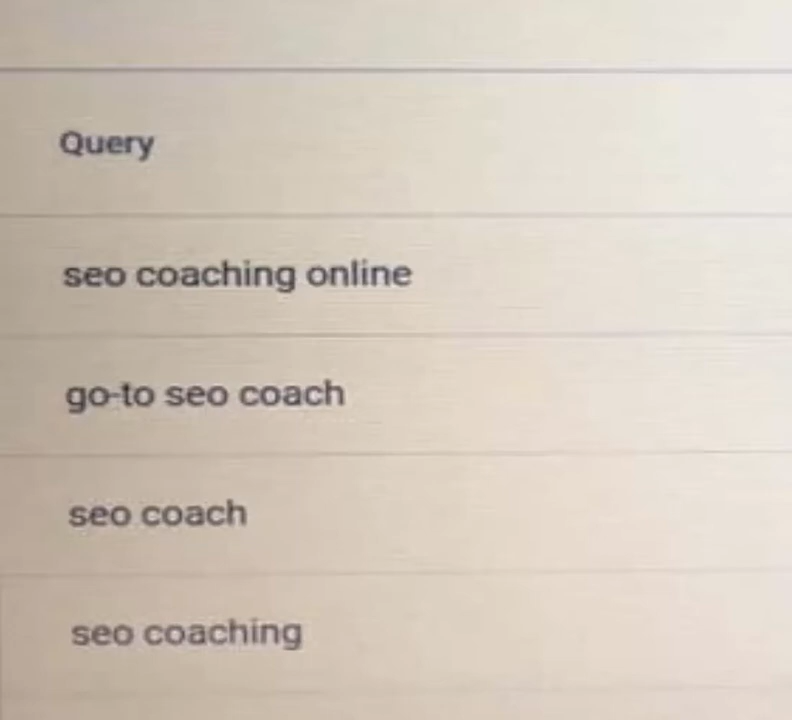 Query
seo coaching online
go-to seo coach
seo coach
seo coaching